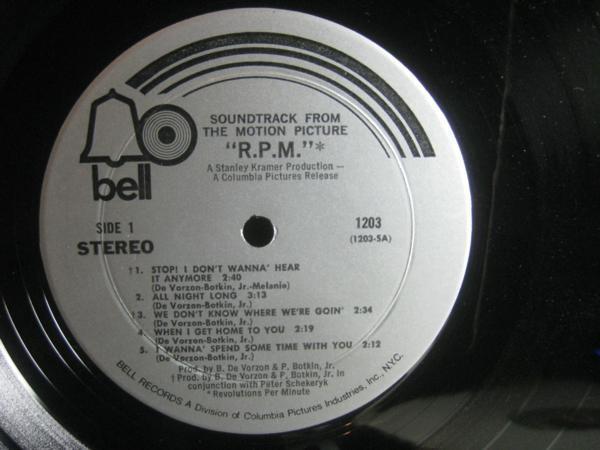 SOUNDTRACK FROM
THE MOTION PICTURE
"R.P.M."*
A Stanley Kramer Production —
A Columbia Pictures Release
bell
SIDE 1
STEREO
1203
(1203-SA)
†1. STOP! I DON'T WANNA' HEAR
IT ANYMORE 2:40
(De Vorzon-Botkin, Jr.-Melanie)
2. ALL NIGHT LONG 3:13
(De Vorzon-Botkin, Jr.)
†3. WE DON'T KNOW WHERE WE'RE GOIN' 2:34
(De Vorzon-Botkin, Jr.)
4. WHEN I GET HOME TO YOU 2:19
(De Vorzon-Botkin, Jr.)
5. I WANNA' SPEND SOME TIME WITH YOU 2:12
(De Vorzon-Botkin, Jr.)
Prod. by B. De Vorzon & P. Botkin, Jr.
† Prod. by B. De Vorzon & P. Botkin, Jr. In
conjunction with Peter Schekeryk
*Revolutions Per Minute
BELL RECORDS A Division of Columbia Pictures Industries, Inc., N.Y.C.